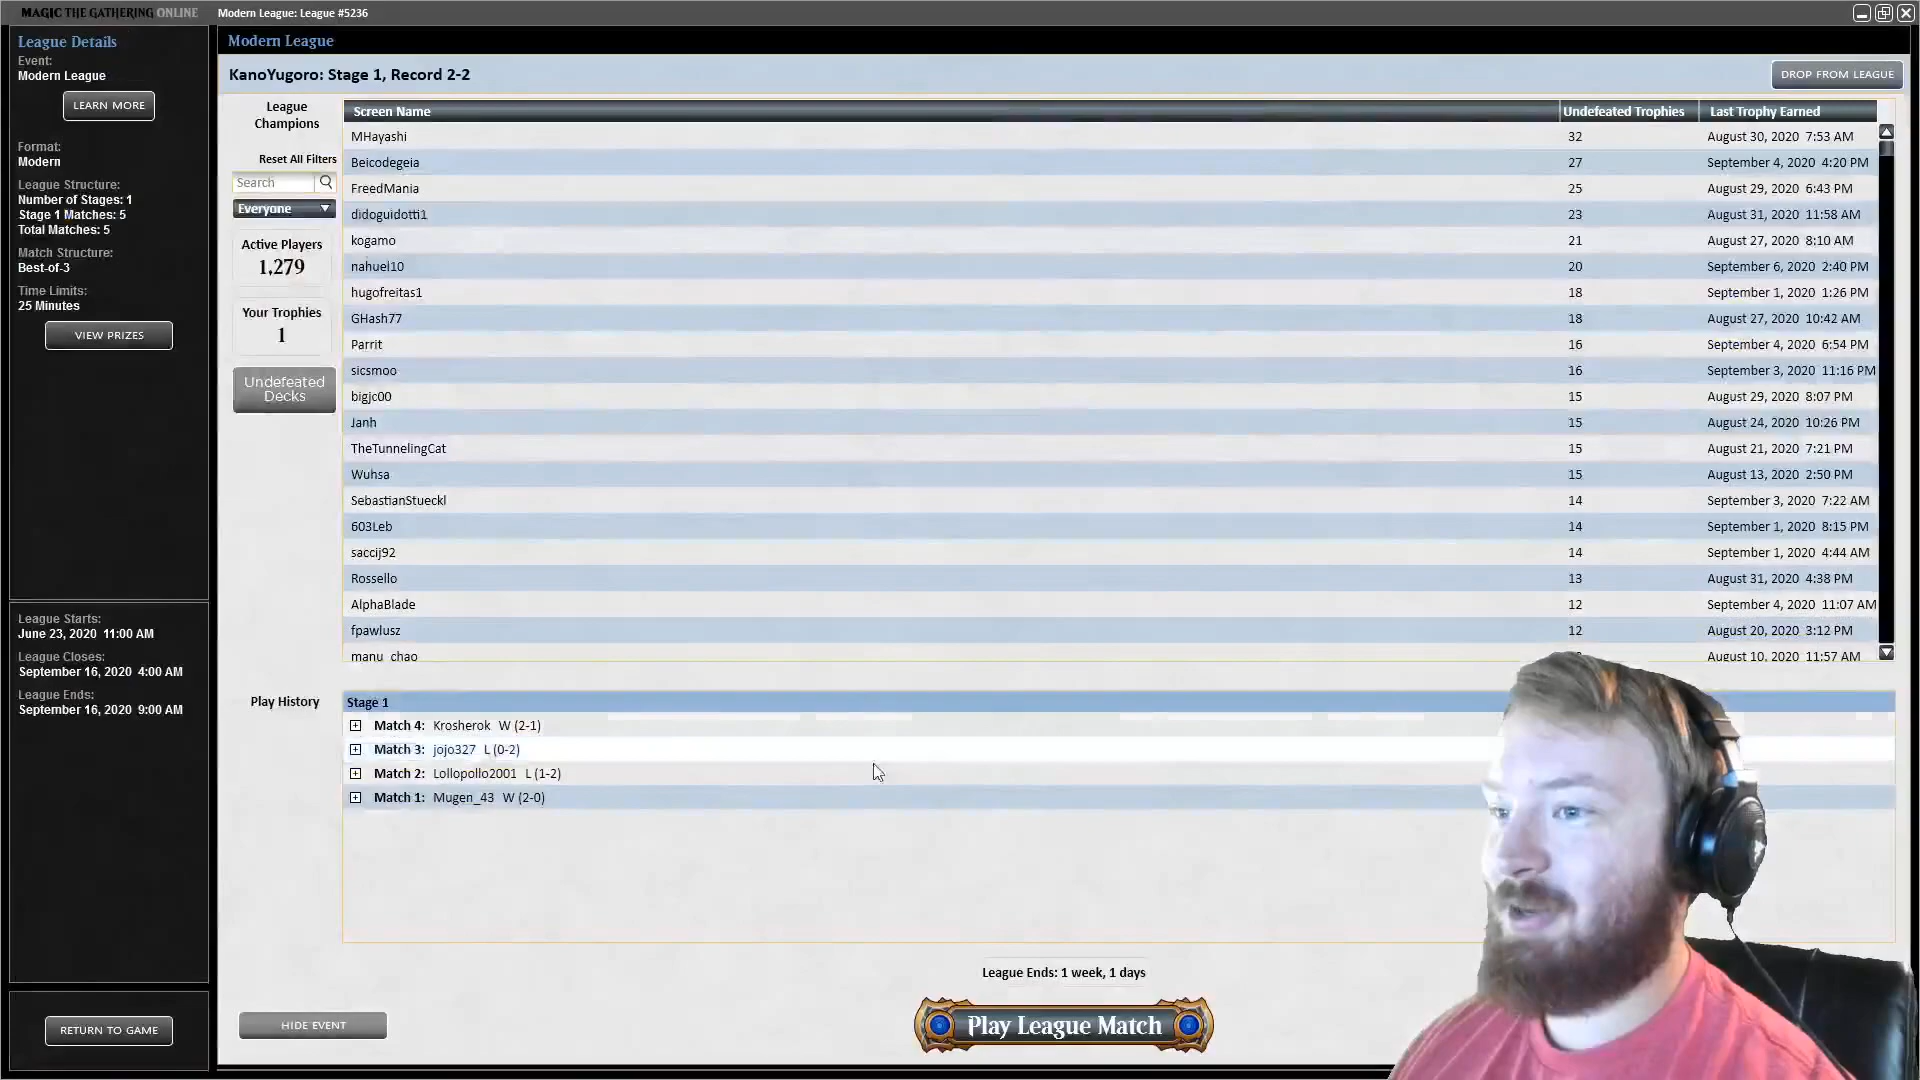 MAGIC THE GATHERING ONLINE
Modern League: League #5236
League Details
Event:
Modern League
LEARN MORE
Format:
Modern
League Structure:
Number of Stages: 1
Stage 1 Matches: 5
Total Matches: 5
Match Structure:
Best-of-3
Time Limits:
25 Minutes
VIEW PRIZES
League Starts:
June 23, 2020 11:00 AM
League Closes:
September 16, 2020 4:00 AM
League Ends:
September 16, 2020 9:00 AM
RETURN TO GAME
Modern League
KanoYugoro: Stage 1, Record 2-2
DROP FROM LEAGUE
League
Champions
Reset All Filters
Search
Everyone
Active Players
1,279
Your Trophies
1
Undefeated
Decks
Screen Name Undefeated Trophies Last Trophy Earned
MHayashi 32 August 30, 2020 7:53 AM
Beicodegeia 27 September 4, 2020 4:20 PM
FreedMania 25 August 29, 2020 6:43 PM
didoguidotti1 23 August 31, 2020 11:58 AM
kogamo 21 August 27, 2020 8:10 AM
nahuel10 20 September 6, 2020 2:40 PM
hugofreitas1 18 September 1, 2020 1:26 PM
GHash77 18 August 27, 2020 10:42 AM
Parrit 16 September 4, 2020 6:54 PM
sicsmoo 16 September 3, 2020 11:16 PM
bigjc00 15 August 29, 2020 8:07 PM
Janh 15 August 24, 2020 10:26 PM
TheTunnelingCat 15 August 21, 2020 7:21 PM
Wuhsa 15 August 13, 2020 2:50 PM
SebastianStueckl 14 September 3, 2020 7:22 AM
603Leb 14 September 1, 2020 8:15 PM
saccij92 14 September 1, 2020 4:44 AM
Rossello 13 August 31, 2020 4:38 PM
AlphaBlade 12 September 4, 2020 11:07 AM
fpawlusz 12 August 20, 2020 3:12 PM
manu_chao August 10, 2020 11:57 AM
Play History
Stage 1
Match 4: Krosherok W (2-1)
Match 3: jojo327 L (0-2)
Match 2: Lollopollo2001 L (1-2)
Match 1: Mugen_43 W (2-0)
League Ends: 1 week, 1 days
HIDE EVENT
Play League Match